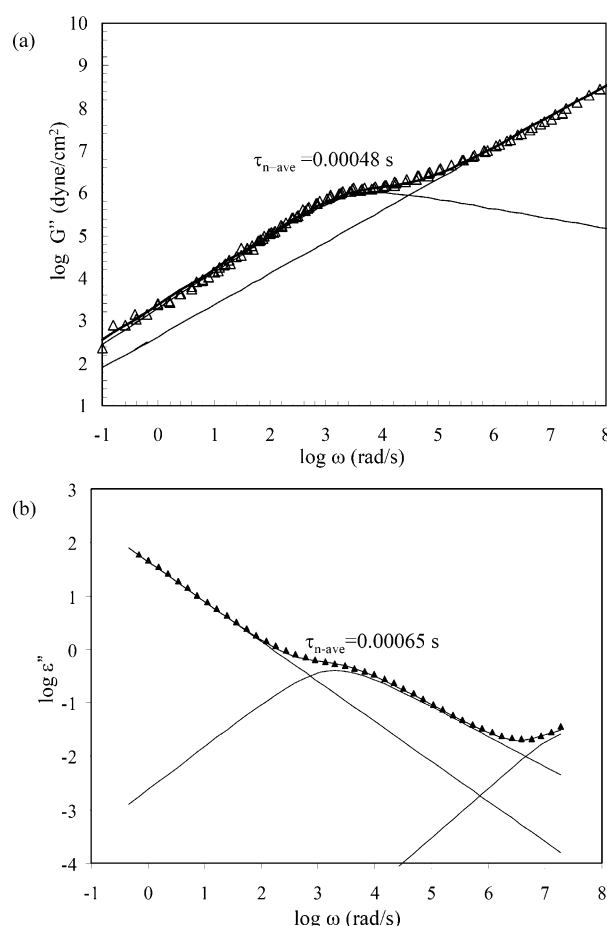 (a)
10
9
8
7
6
5
4
3
2
1
log G” (dyne/cm²)
τn–ave =0.00048 s
-1 0 1 2 3 4 5 6 7 8
log ω (rad/s)
(b)
3
2
1
0
-1
-2
-3
-4
log ε”
τn-ave=0.00065 s
-1 0 1 2 3 4 5 6 7 8
log ω (rad/s)